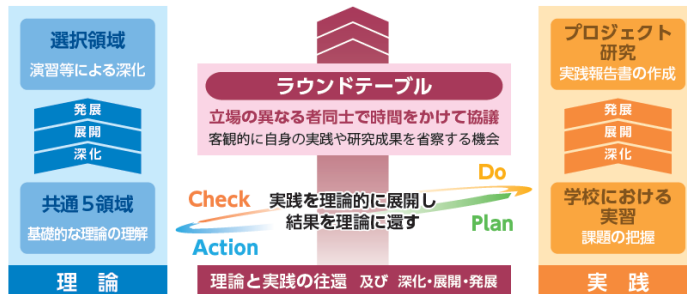 選択領域
演習等による深化
発展
展開
深化
共通5領域
基礎的な理論の理解
理論
ラウンドテーブル
立場の異なる者同士で時間をかけて協議
客観的に自身の実践や研究成果を省察する機会
Do
Check
実践を理論的に展開し
結果を理論に還す
Plan
Action
理論と実践の往還 及び 深化・展開・発展
プロジェクト
研究
実践報告書の作成
発展
展開
深化
学校における
実習
課題の把握
実践